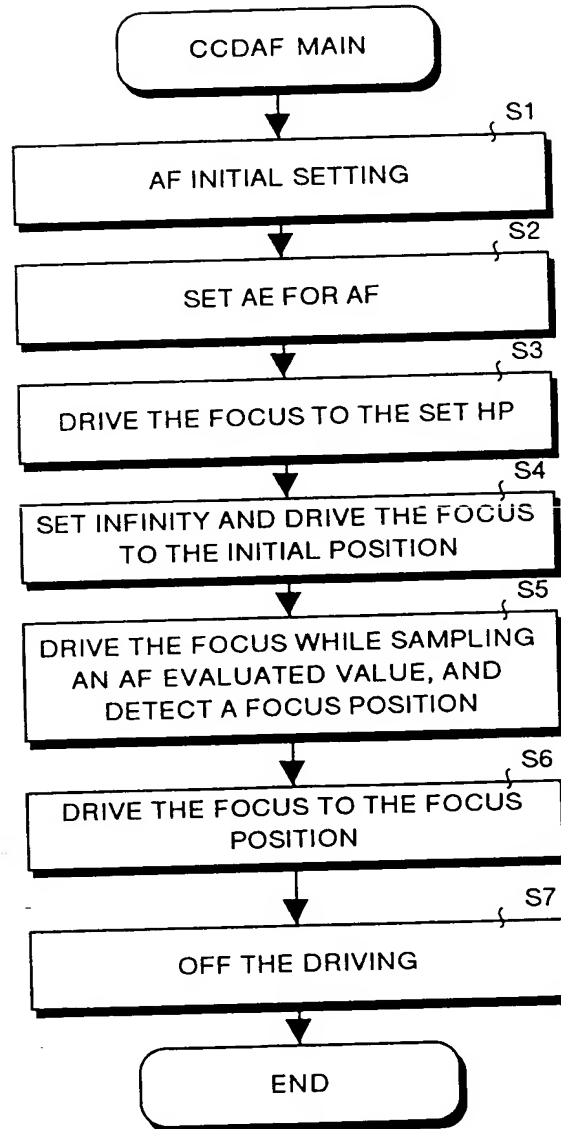 CCDAF MAIN
S1
AF INITIAL SETTING
S2
SET AE FOR AF
S3
DRIVE THE FOCUS TO THE SET HP
S4
SET INFINITY AND DRIVE THE FOCUS
TO THE INITIAL POSITION
S5
DRIVE THE FOCUS WHILE SAMPLING
AN AF EVALUATED VALUE, AND
DETECT A FOCUS POSITION
S6
DRIVE THE FOCUS TO THE FOCUS
POSITION
S7
OFF THE DRIVING
END